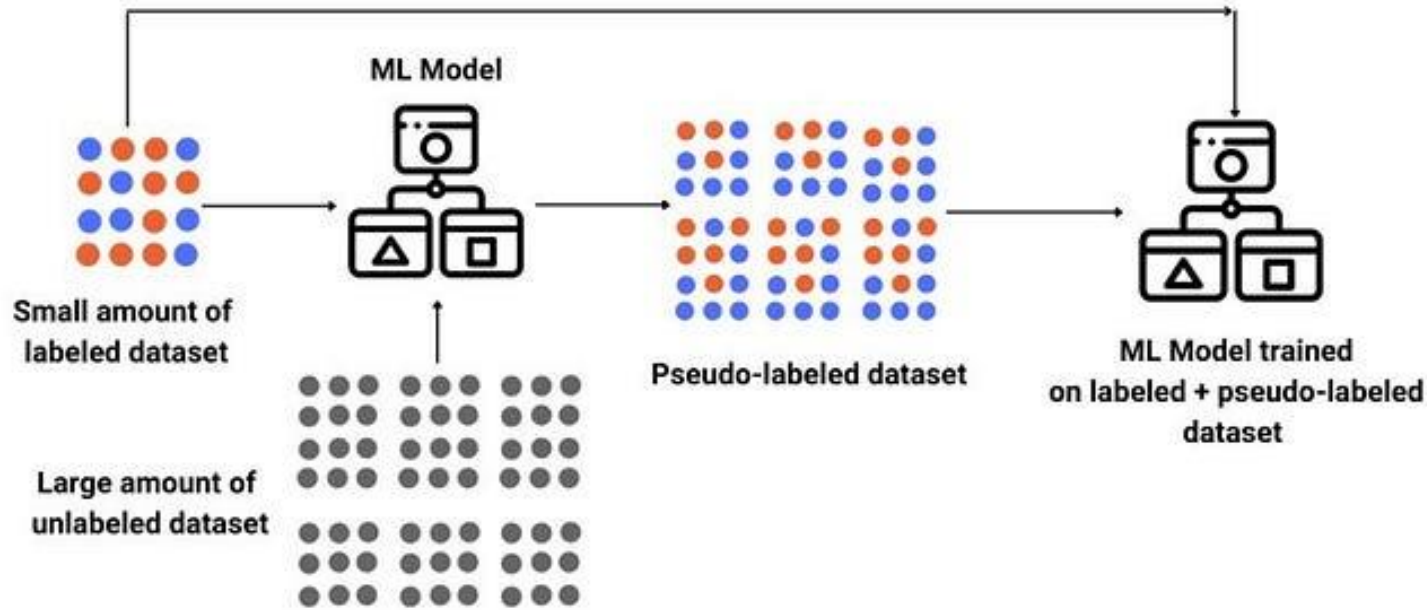 ML Model
Small amount of
labeled dataset
Pseudo-labeled dataset
ML Model trained
on labeled + pseudo-labeled
dataset
Large amount of
unlabeled dataset